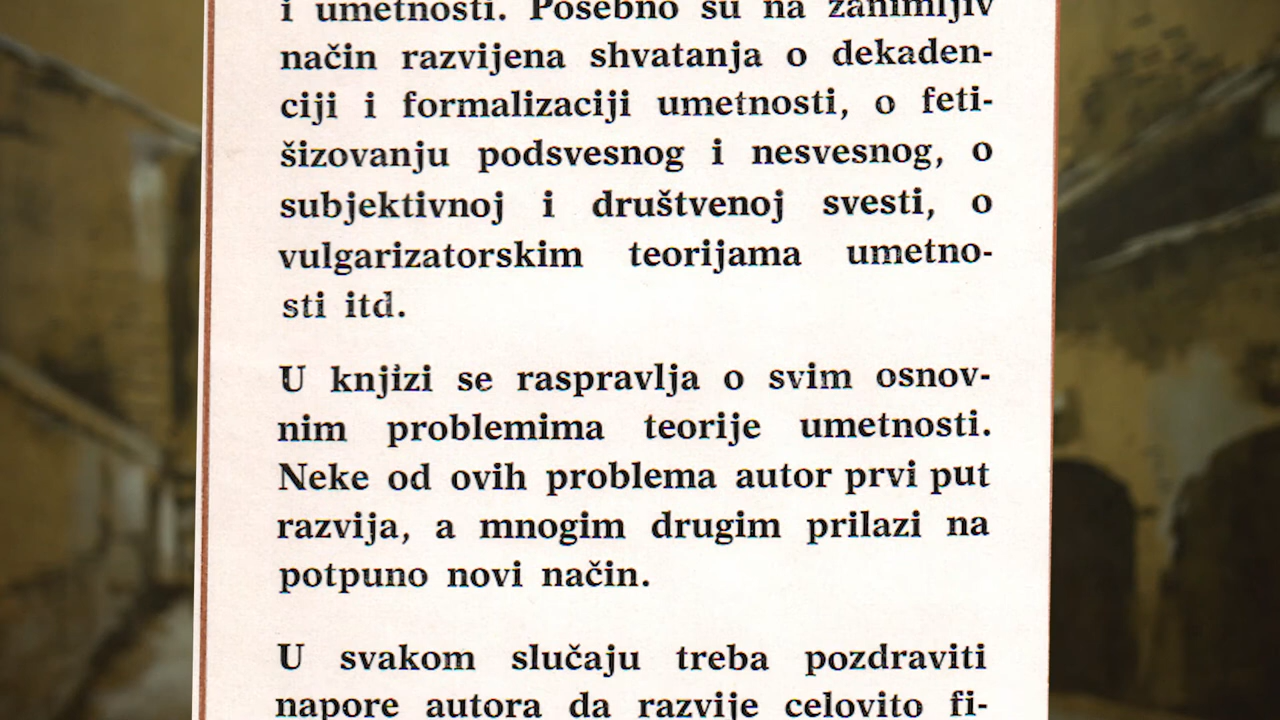 i umetnosti. Posebno su na zanimljiv
način razvijena shvatanja o dekaden-
ciji i formalizaciji umetnosti, o feti-
šizovanju podsvesnog i nesvesnog, o
subjektivnoj i društvenoj svesti, o
vulgarizatorskim teorijama umetno-
sti itd.
U knjizi se raspravlja o svim osnov-
nim problemima teorije umetnosti.
Neke od ovih problema autor prvi put
razvija, a mnogim drugim prilazi na
potpuno novi način.
U svakom slučaju treba pozdraviti
napore autora da razvije celovito fi-